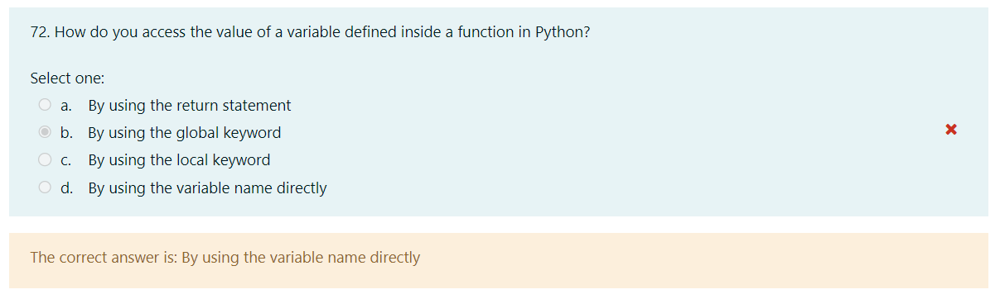 72. How do you access the value of a variable defined inside a function in Python?
Select one:
a. By using the return statement
b. By using the global keyword
c. By using the local keyword
d. By using the variable name directly
The correct answer is: By using the variable name directly